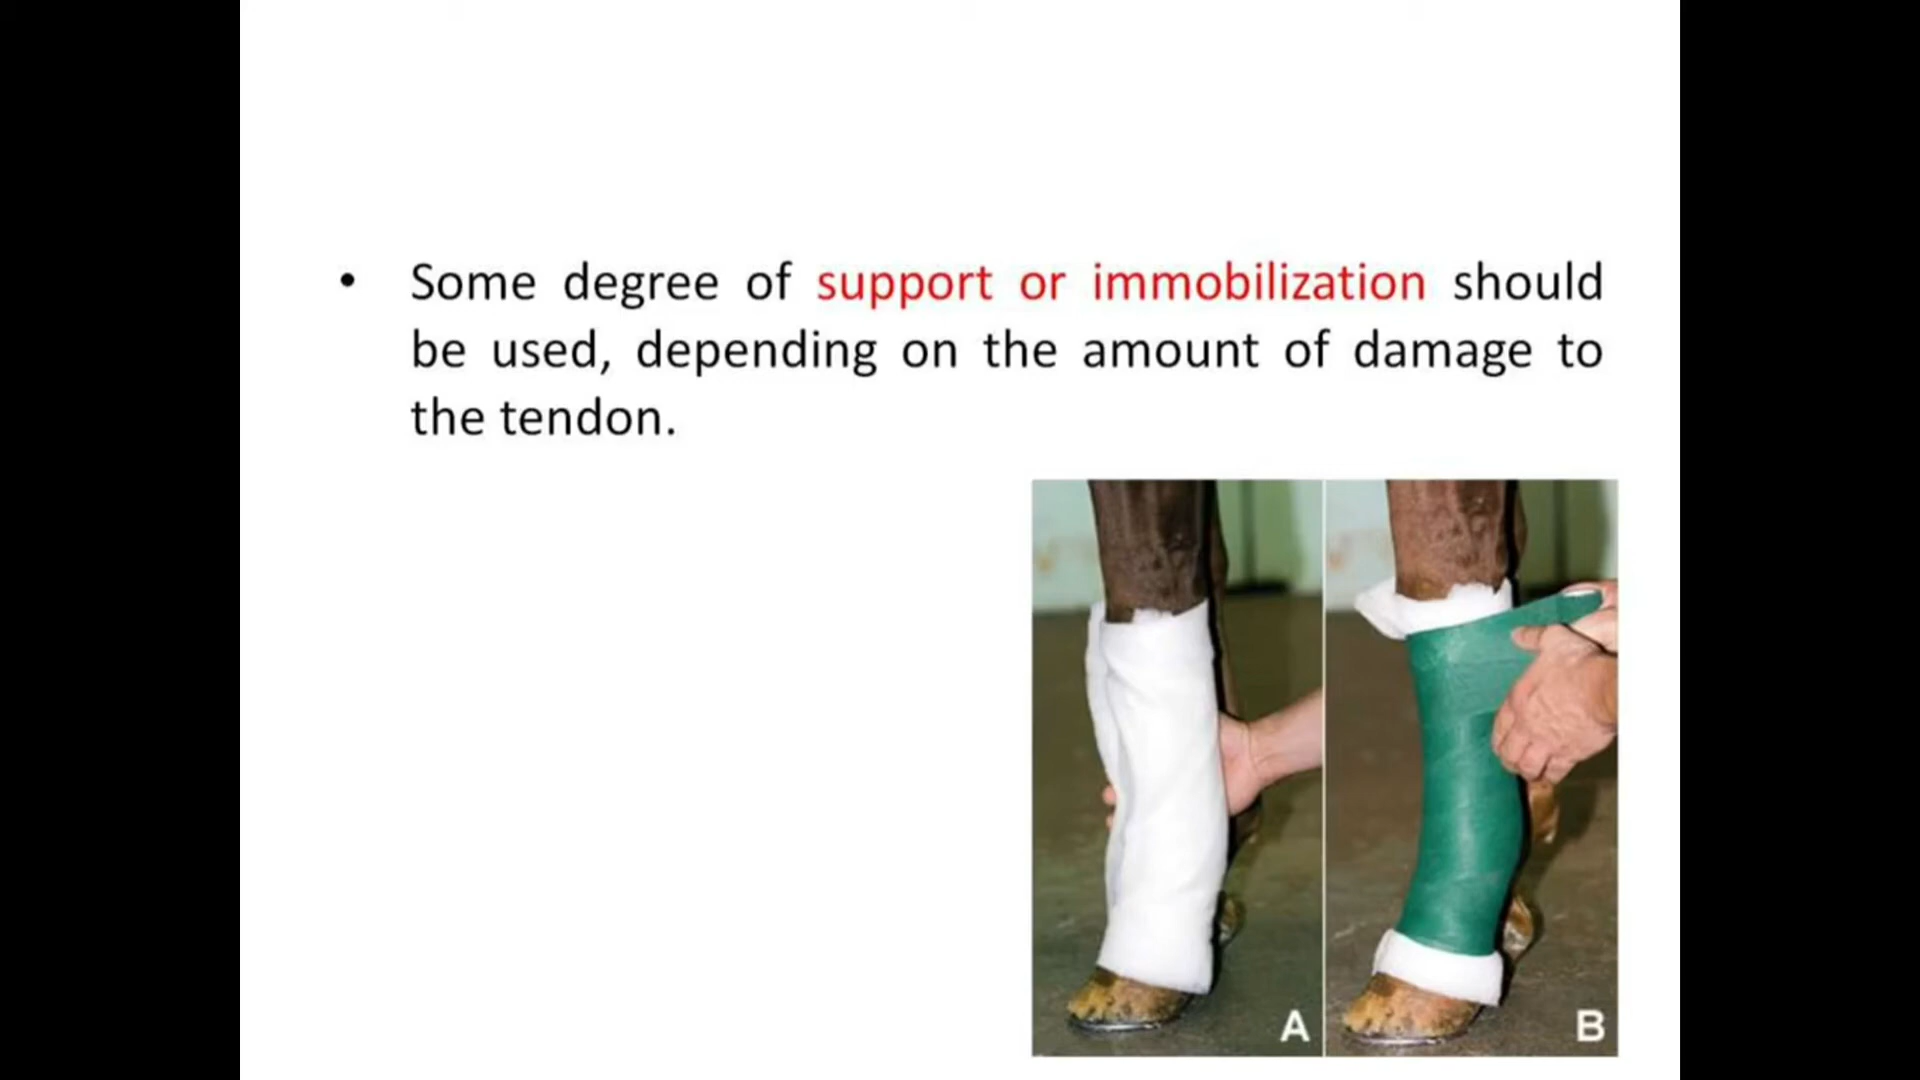 • Some degree of support or immobilization should
be used, depending on the amount of damage to
the tendon.
A
B